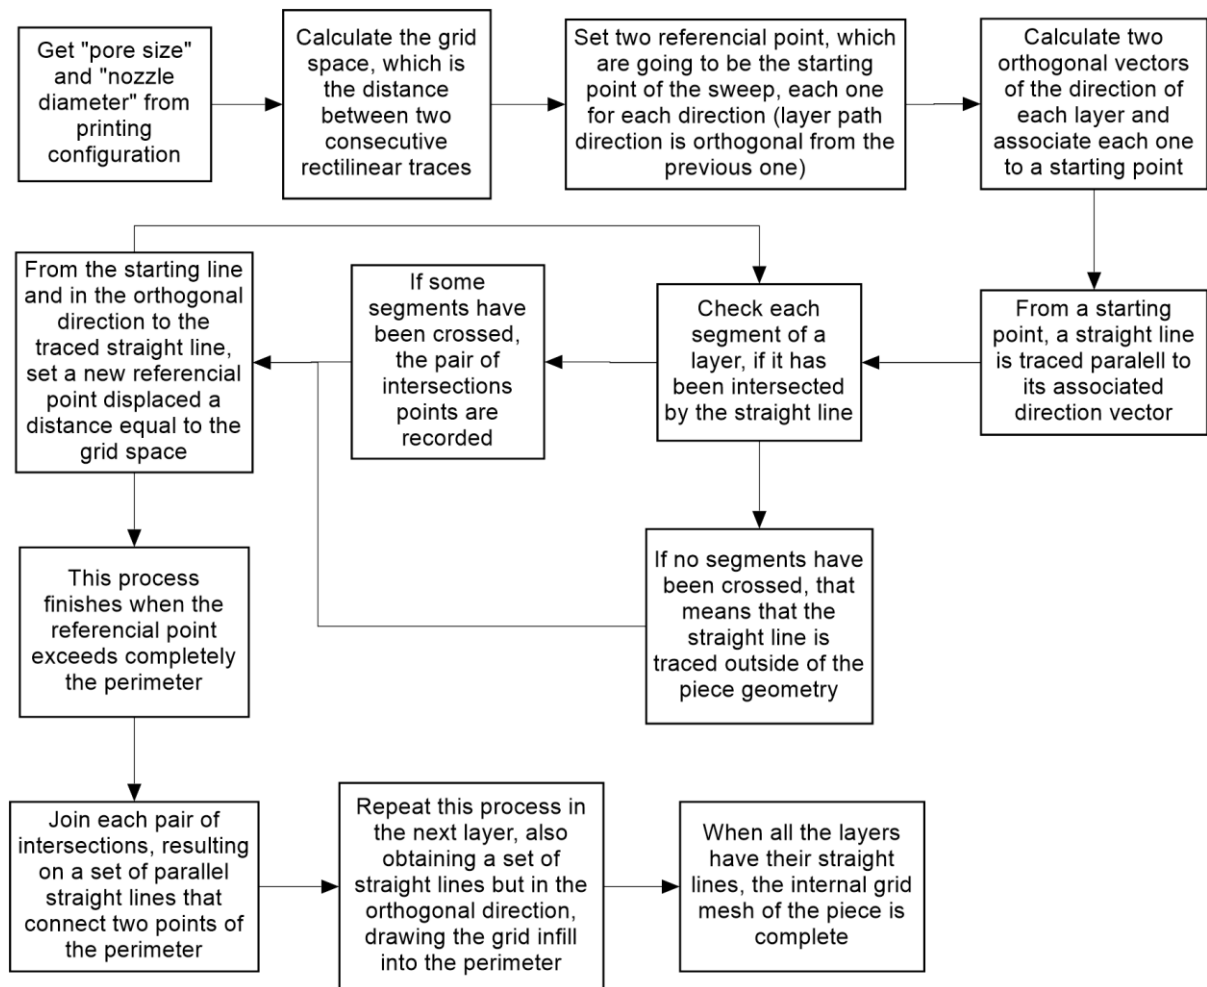 Get "pore size"
and "nozzle
diameter" from
printing
configuration
Calculate the grid
space, which is
the distance
between two
consecutive
rectilinear traces
Set two referencial point, which
are going to be the starting
point of the sweep, each one
for each direction (layer path
direction is orthogonal from the
previous one)
Calculate two
orthogonal vectors
of the direction of
each layer and
associate each one
to a starting point
From a starting
point, a straight line
is traced paralell to
its associated
direction vector
Check each
segment of a
layer, if it has
been intersected
by the straight line
If some
segments have
been crossed,
the pair of
intersections
points are
recorded
If no segments have
been crossed, that
means that the
straight line is
traced outside of the
piece geometry
From the starting line
and in the orthogonal
direction to the
traced straight line,
set a new referencial
point displaced a
distance equal to the
grid space
This process
finishes when the
referencial point
exceeds completely
the perimeter
Join each pair of
intersections, resulting
on a set of parallel
straight lines that
connect two points of
the perimeter
Repeat this process in
the next layer, also
obtaining a set of
straight lines but in the
orthogonal direction,
drawing the grid infill
into the perimeter
When all the layers
have their straight
lines, the internal grid
mesh of the piece is
complete